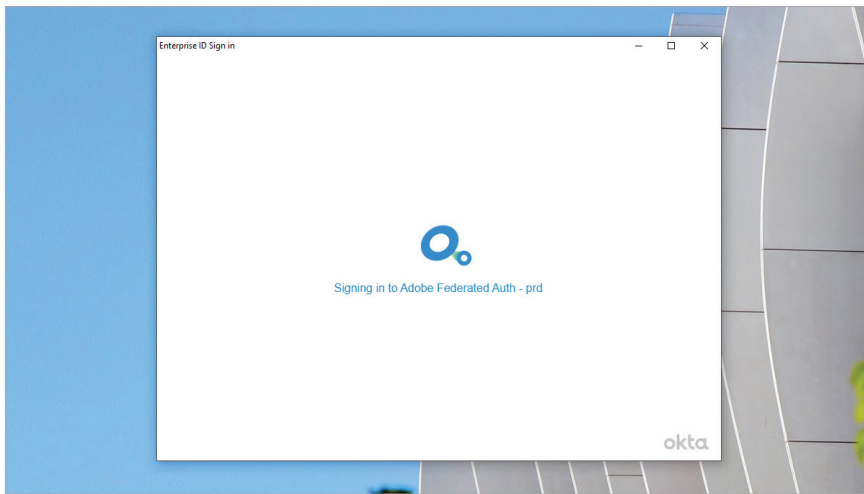 Enterprise ID Sign in
Signing in to Adobe Federated Auth - prd
okta